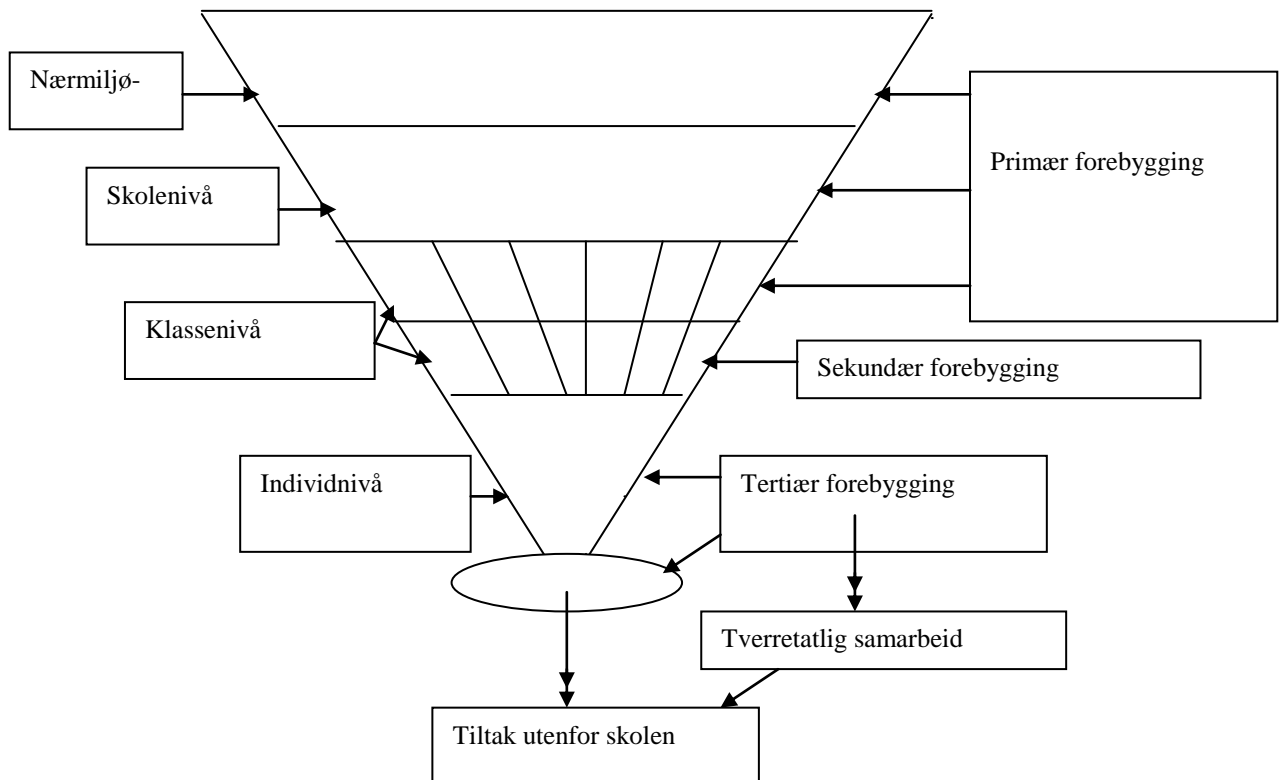 Nærmiljø-
Primær forebygging
Skolenivå
Klassenivå
Sekundær forebygging
Individnivå
Tertiær forebygging
Tverretatlig samarbeid
Tiltak utenfor skolen